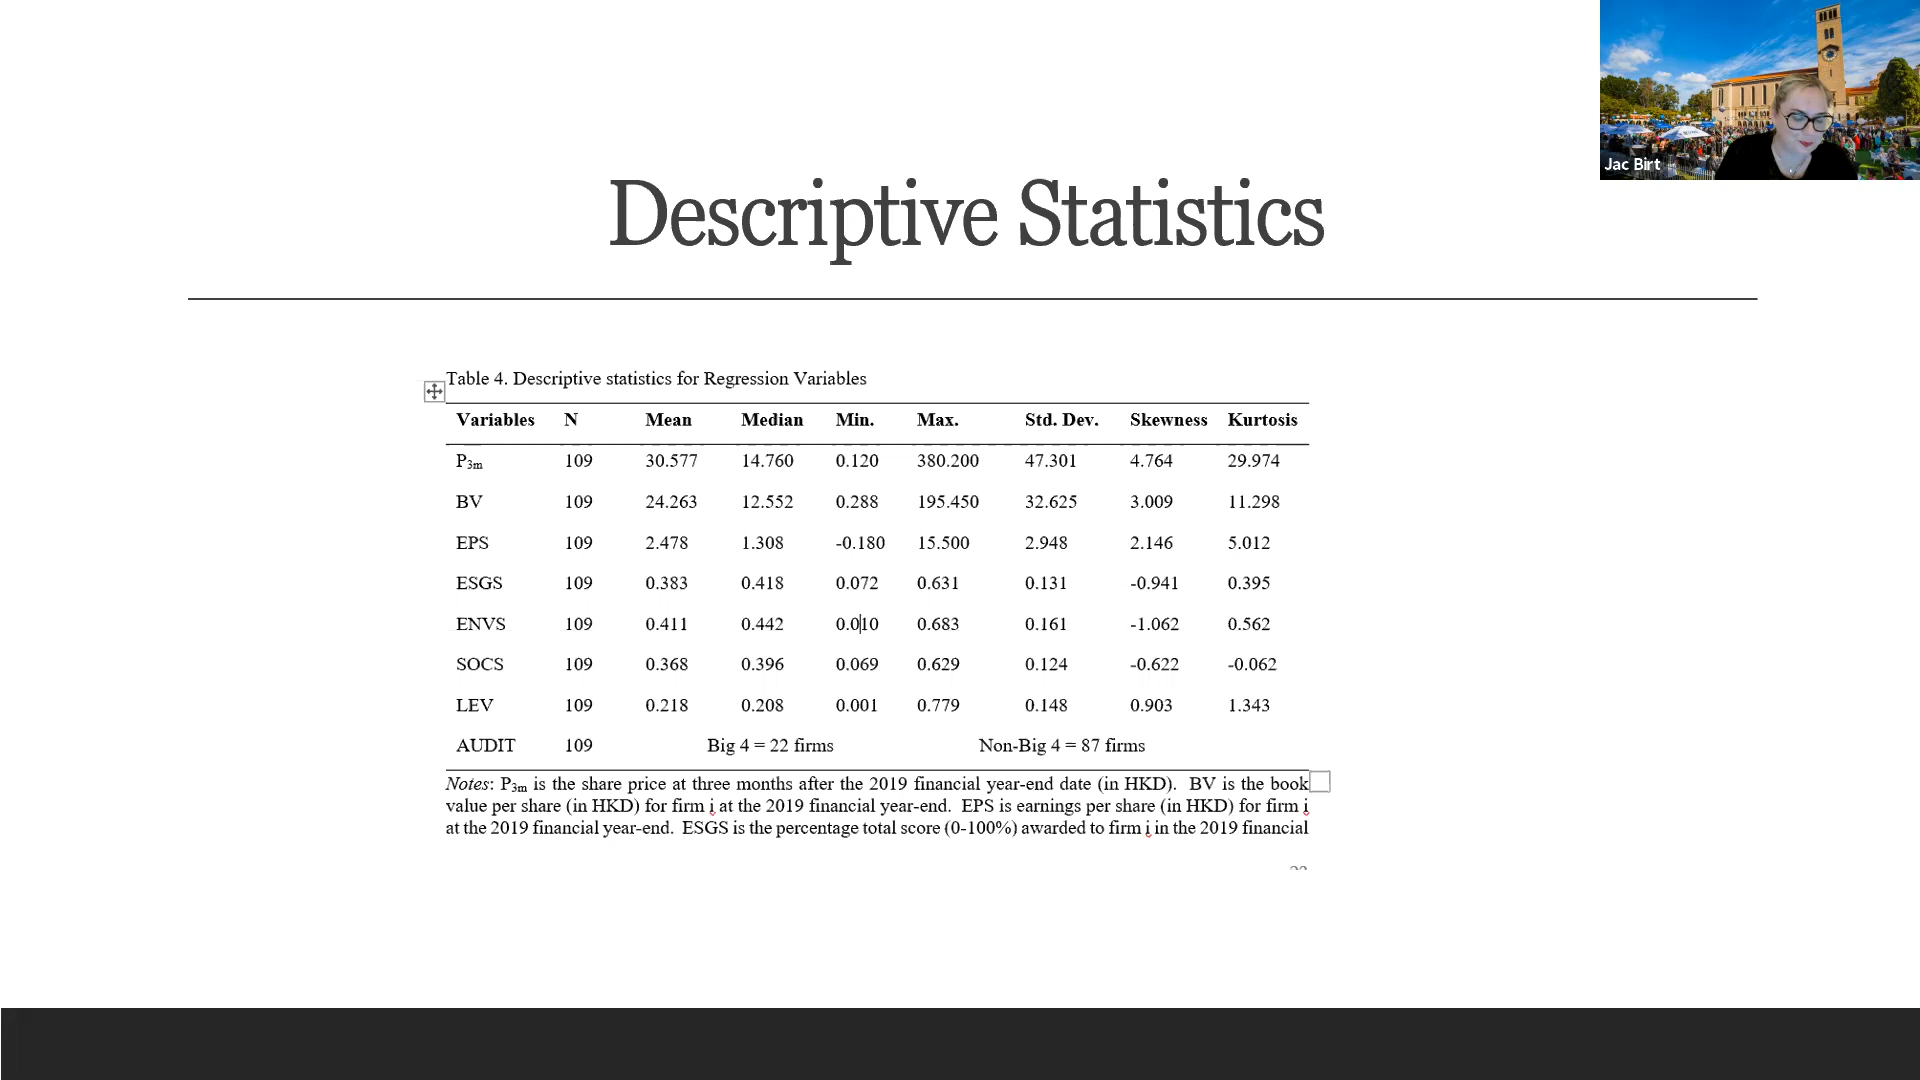 Jac Birt
Descriptive Statistics
Table 4. Descriptive statistics for Regression Variables
Variables N Mean Median Min. Max. Std. Dev. Skewness Kurtosis
P3m 109 30.577 14.760 0.120 380.200 47.301 4.764 29.974
BV 109 24.263 12.552 0.288 195.450 32.625 3.009 11.298
EPS 109 2.478 1.308 -0.180 15.500 2.948 2.146 5.012
ESGS 109 0.383 0.418 0.072 0.631 0.131 -0.941 0.395
ENVS 109 0.411 0.442 0.010 0.683 0.161 -1.062 0.562
SOCS 109 0.368 0.396 0.069 0.629 0.124 -0.622 -0.062
LEV 109 0.218 0.208 0.001 0.779 0.148 0.903 1.343
AUDIT 109 Big 4 = 22 firms Non-Big 4 = 87 firms
Notes: P3m is the share price at three months after the 2019 financial year-end date (in HKD). BV is the book
value per share (in HKD) for firm i at the 2019 financial year-end. EPS is earnings per share (in HKD) for firm i
at the 2019 financial year-end. ESGS is the percentage total score (0-100%) awarded to firm i in the 2019 financial